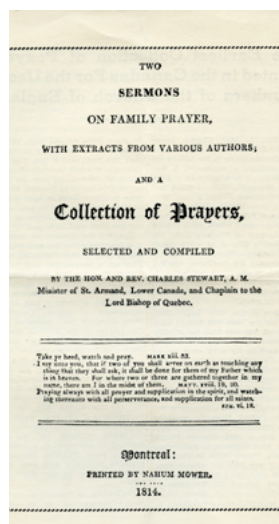 TWO
SERMONS
ON FAMILY PRAYER,
WITH EXTRACTS FROM VARIOUS AUTHORS;
AND A
Collection of Prayers,
SELECTED AND COMPILED
BY THE HON. AND REV. CHARLES STEWART, A. M.
Minister of St. Armand, Lower Canada, and Chaplain to the
Lord Bishop of Quebec.
Take ye heed, watch and pray. MARK xiii. 33.
I say unto you, that if two of you shall agree on earth as touching any
thing that they shall ask, it shall be done for them of my Father which
is in heaven. For where two or three are gathered together in my
name, there am I in the midst of them. MATT. xviii. 19, 20.
Praying always with all prayer and supplication in the spirit, and watch-
ing thereunto with all perseverance, and supplication for all saints.
EPH. vi. 18.
Montreal:
PRINTED BY NAHUM MOWER.
1814.